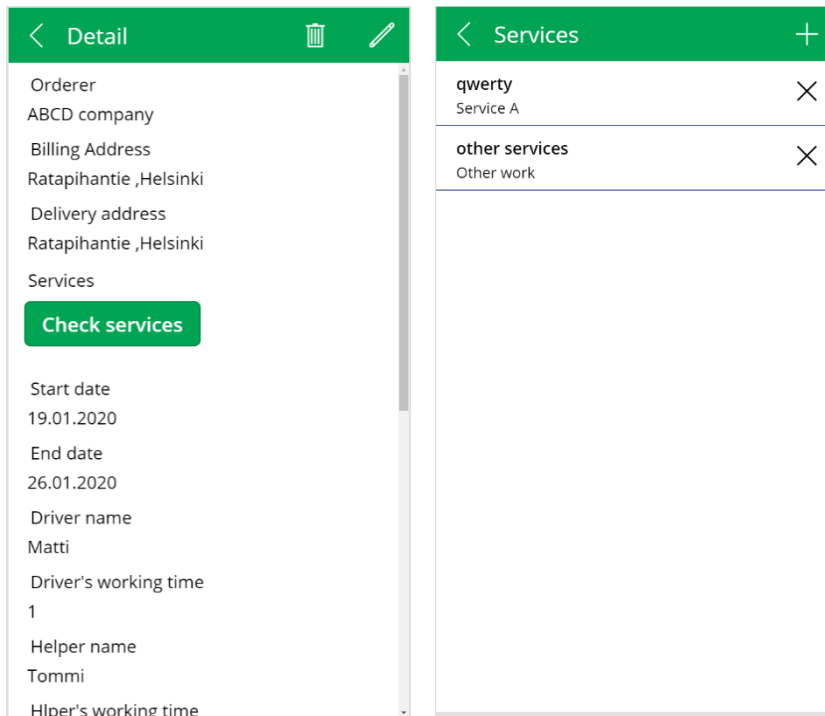 Detail
Orderer
ABCD company
Billing Address
Ratapihantie ,Helsinki
Delivery address
Ratapihantie ,Helsinki
Services
Check services
Start date
19.01.2020
End date
26.01.2020
Driver name
Matti
Driver's working time
1
Helper name
Tommi
Hlper's working time
Services
qwerty
Service A
other services
Other work